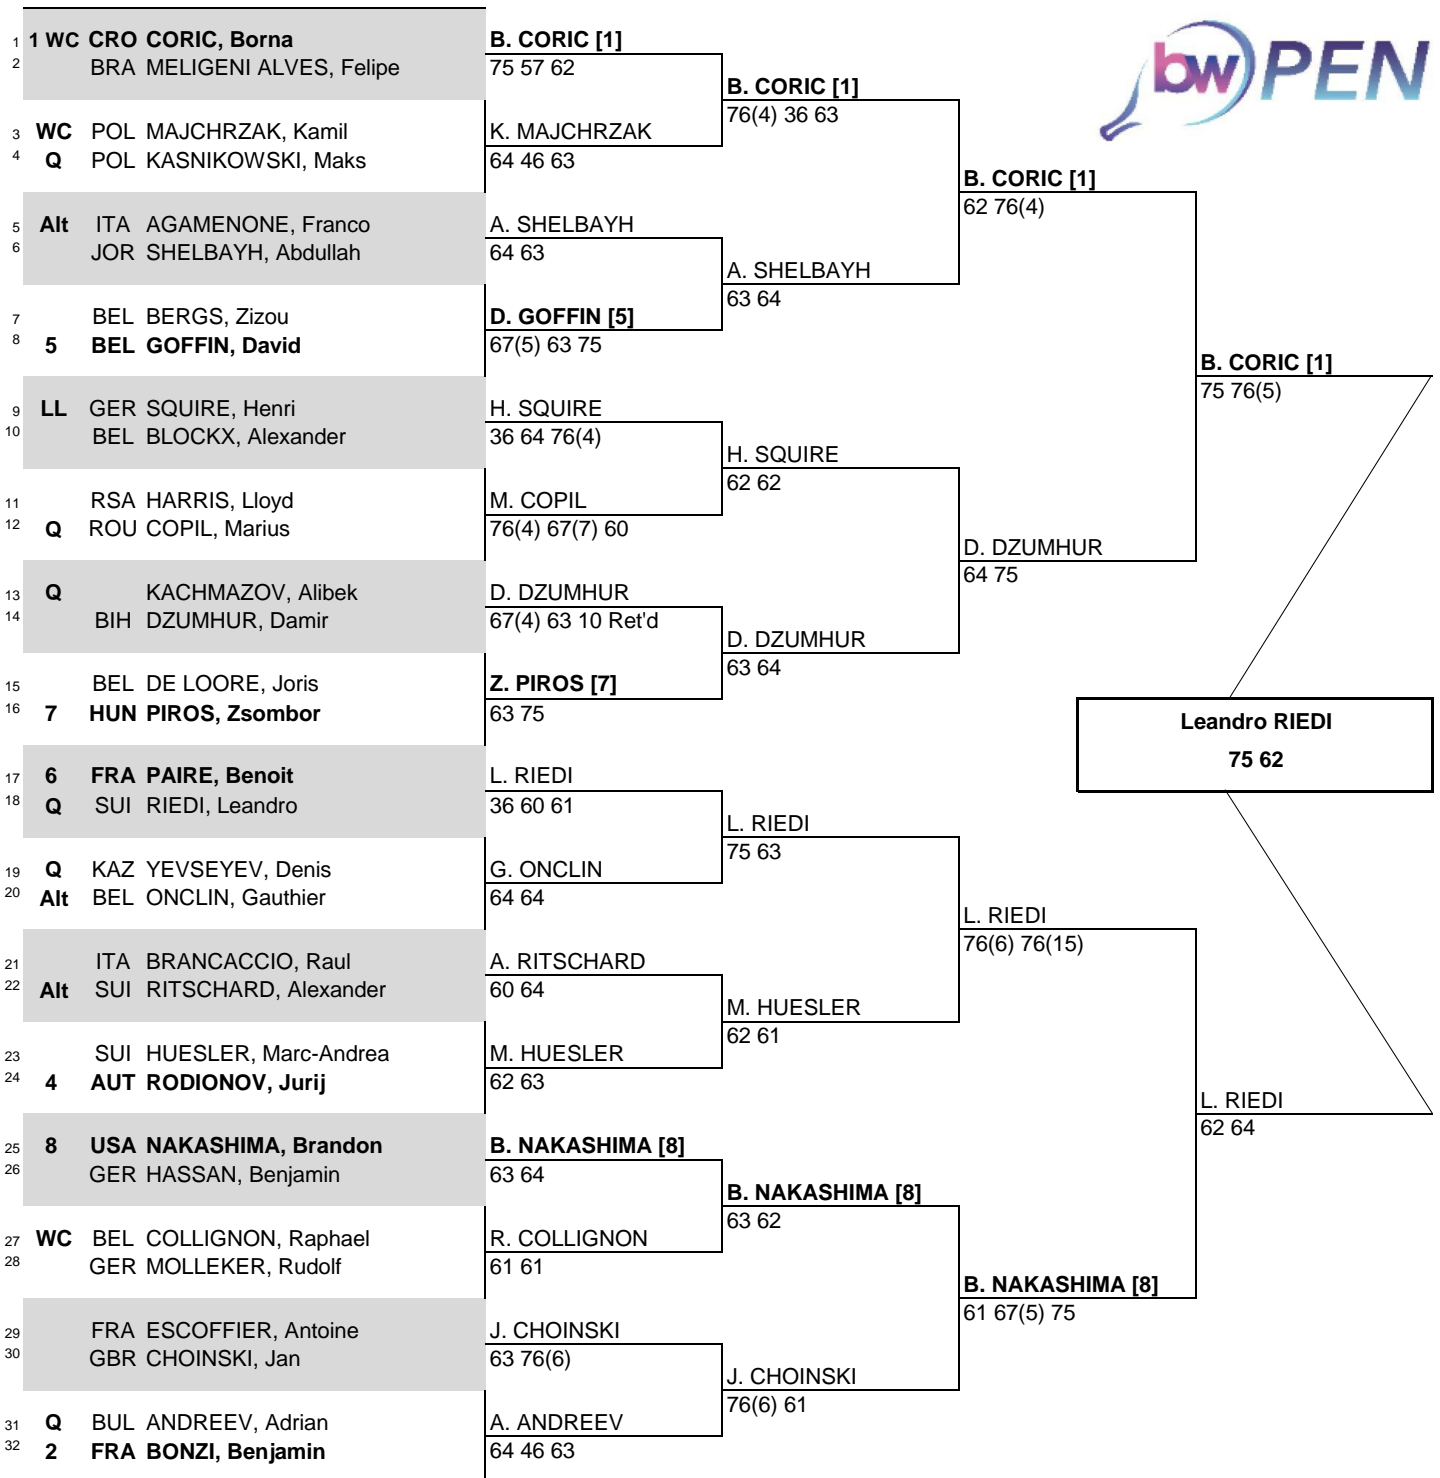 bw PEN
1 1 WC CRO CORIC, Borna
2 BRA MELIGENI ALVES, Felipe
3 WC POL MAJCHRZAK, Kamil
4 Q POL KASNIKOWSKI, Maks
5 Alt ITA AGAMENONE, Franco
6 JOR SHELBAYH, Abdullah
7 BEL BERGS, Zizou
8 5 BEL GOFFIN, David
9 LL GER SQUIRE, Henri
10 BEL BLOCKX, Alexander
11 RSA HARRIS, Lloyd
12 Q ROU COPIL, Marius
13 Q KACHMAZOV, Alibek
14 BIH DZUMHUR, Damir
15 BEL DE LOORE, Joris
16 7 HUN PIROS, Zsombor
17 6 FRA PAIRE, Benoit
18 Q SUI RIEDI, Leandro
19 Q KAZ YEVSEYEV, Denis
20 Alt BEL ONCLIN, Gauthier
21 ITA BRANCACCIO, Raul
22 Alt SUI RITSCHARD, Alexander
23 SUI HUESLER, Marc-Andrea
24 4 AUT RODIONOV, Jurij
25 8 USA NAKASHIMA, Brandon
26 GER HASSAN, Benjamin
27 WC BEL COLLIGNON, Raphael
28 GER MOLLEKER, Rudolf
29 FRA ESCOFFIER, Antoine
30 GBR CHOINSKI, Jan
31 Q BUL ANDREEV, Adrian
32 2 FRA BONZI, Benjamin
B. CORIC [1]
75 57 62
K. MAJCHRZAK
64 46 63
A. SHELBAYH
64 63
D. GOFFIN [5]
67(5) 63 75
H. SQUIRE
36 64 76(4)
M. COPIL
76(4) 67(7) 60
D. DZUMHUR
67(4) 63 10 Ret'd
Z. PIROS [7]
63 75
L. RIEDI
36 60 61
G. ONCLIN
64 64
A. RITSCHARD
60 64
M. HUESLER
62 63
B. NAKASHIMA [8]
63 64
R. COLLIGNON
61 61
J. CHOINSKI
63 76(6)
A. ANDREEV
64 46 63
B. CORIC [1]
76(4) 36 63
A. SHELBAYH
63 64
H. SQUIRE
62 62
D. DZUMHUR
63 64
L. RIEDI
75 63
M. HUESLER
62 61
B. NAKASHIMA [8]
63 62
J. CHOINSKI
76(6) 61
B. CORIC [1]
62 76(4)
D. DZUMHUR
64 75
L. RIEDI
76(6) 76(15)
B. NAKASHIMA [8]
61 67(5) 75
B. CORIC [1]
75 76(5)
L. RIEDI
62 64
Leandro RIEDI
75 62